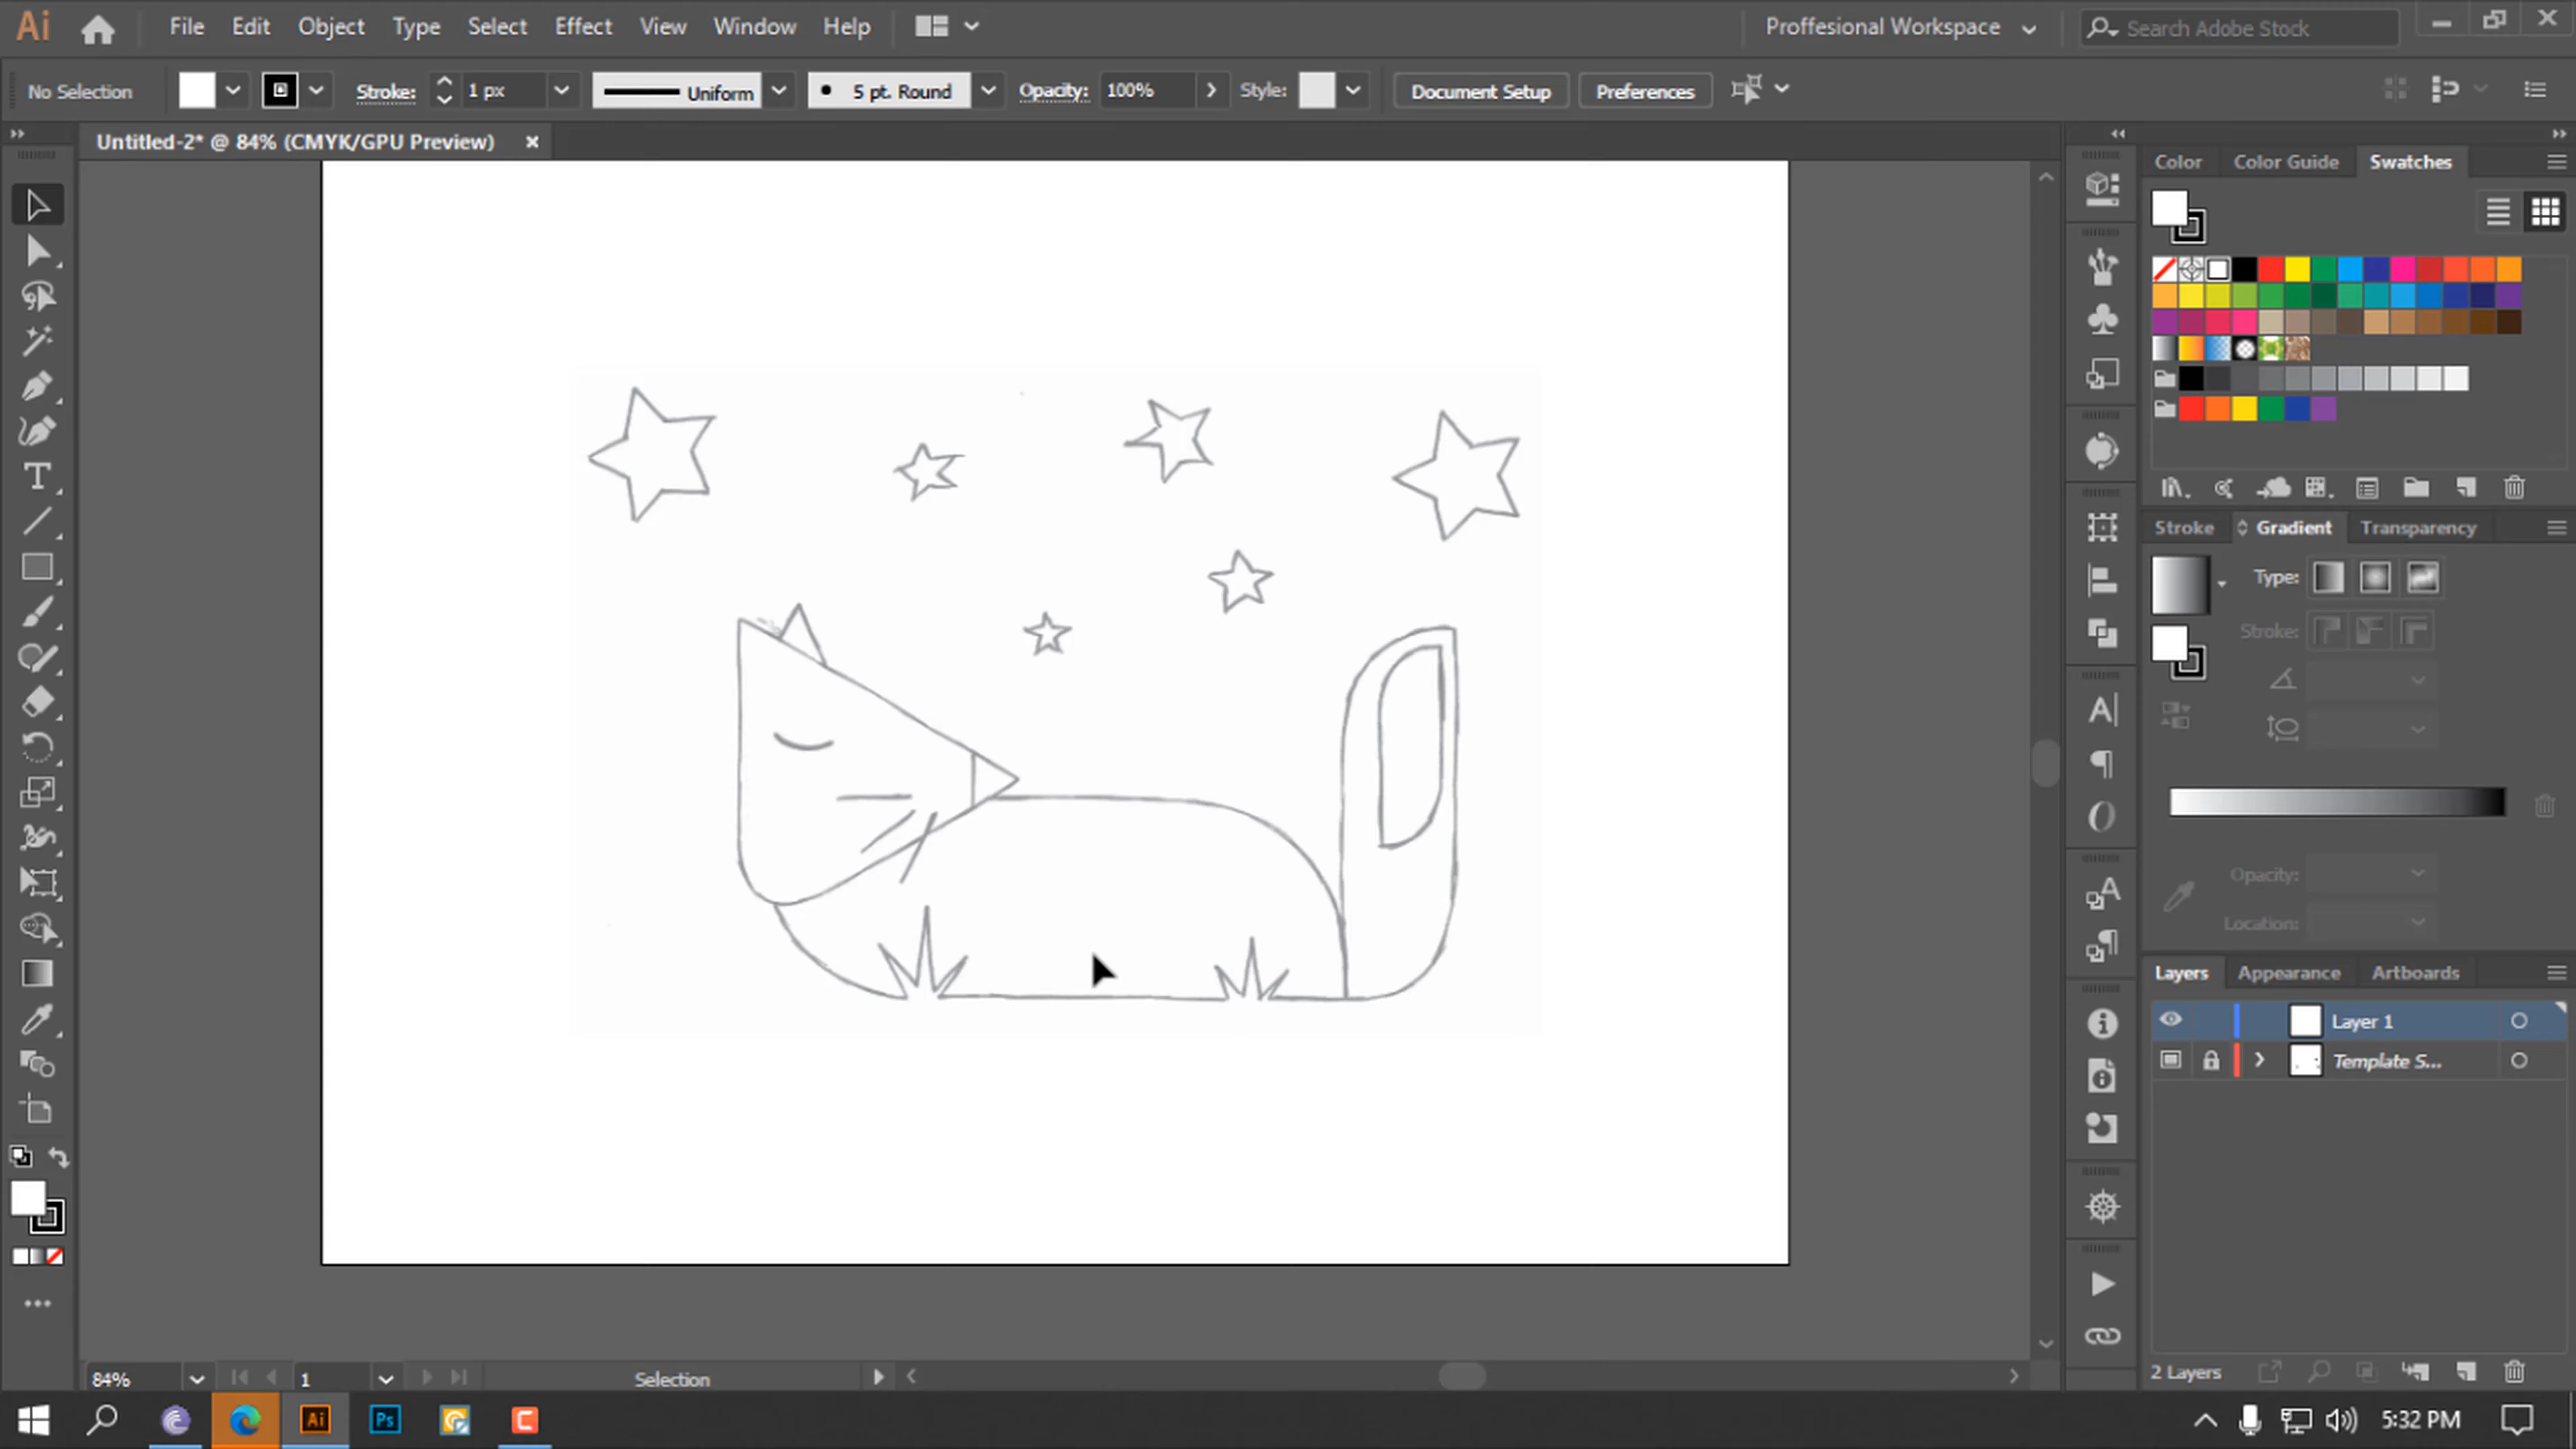 Ai File Edit Object Type Select Effect View Window Help Proffesional Workspace Search Adobe Stock
No Selection Stroke: 1 px Uniform 5 pt. Round Opacity: 100% Style: Document Setup Preferences
Untitled-2* @ 84% (CMYK/GPU Preview)
Color Color Guide Swatches
Stroke Gradient Transparency
Type:
Stroke:
Opacity:
Location:
Layers Appearance Artboards
Layer 1
Template S...
2 Layers
84% 1 Selection
Ai Ps 5:32 PM